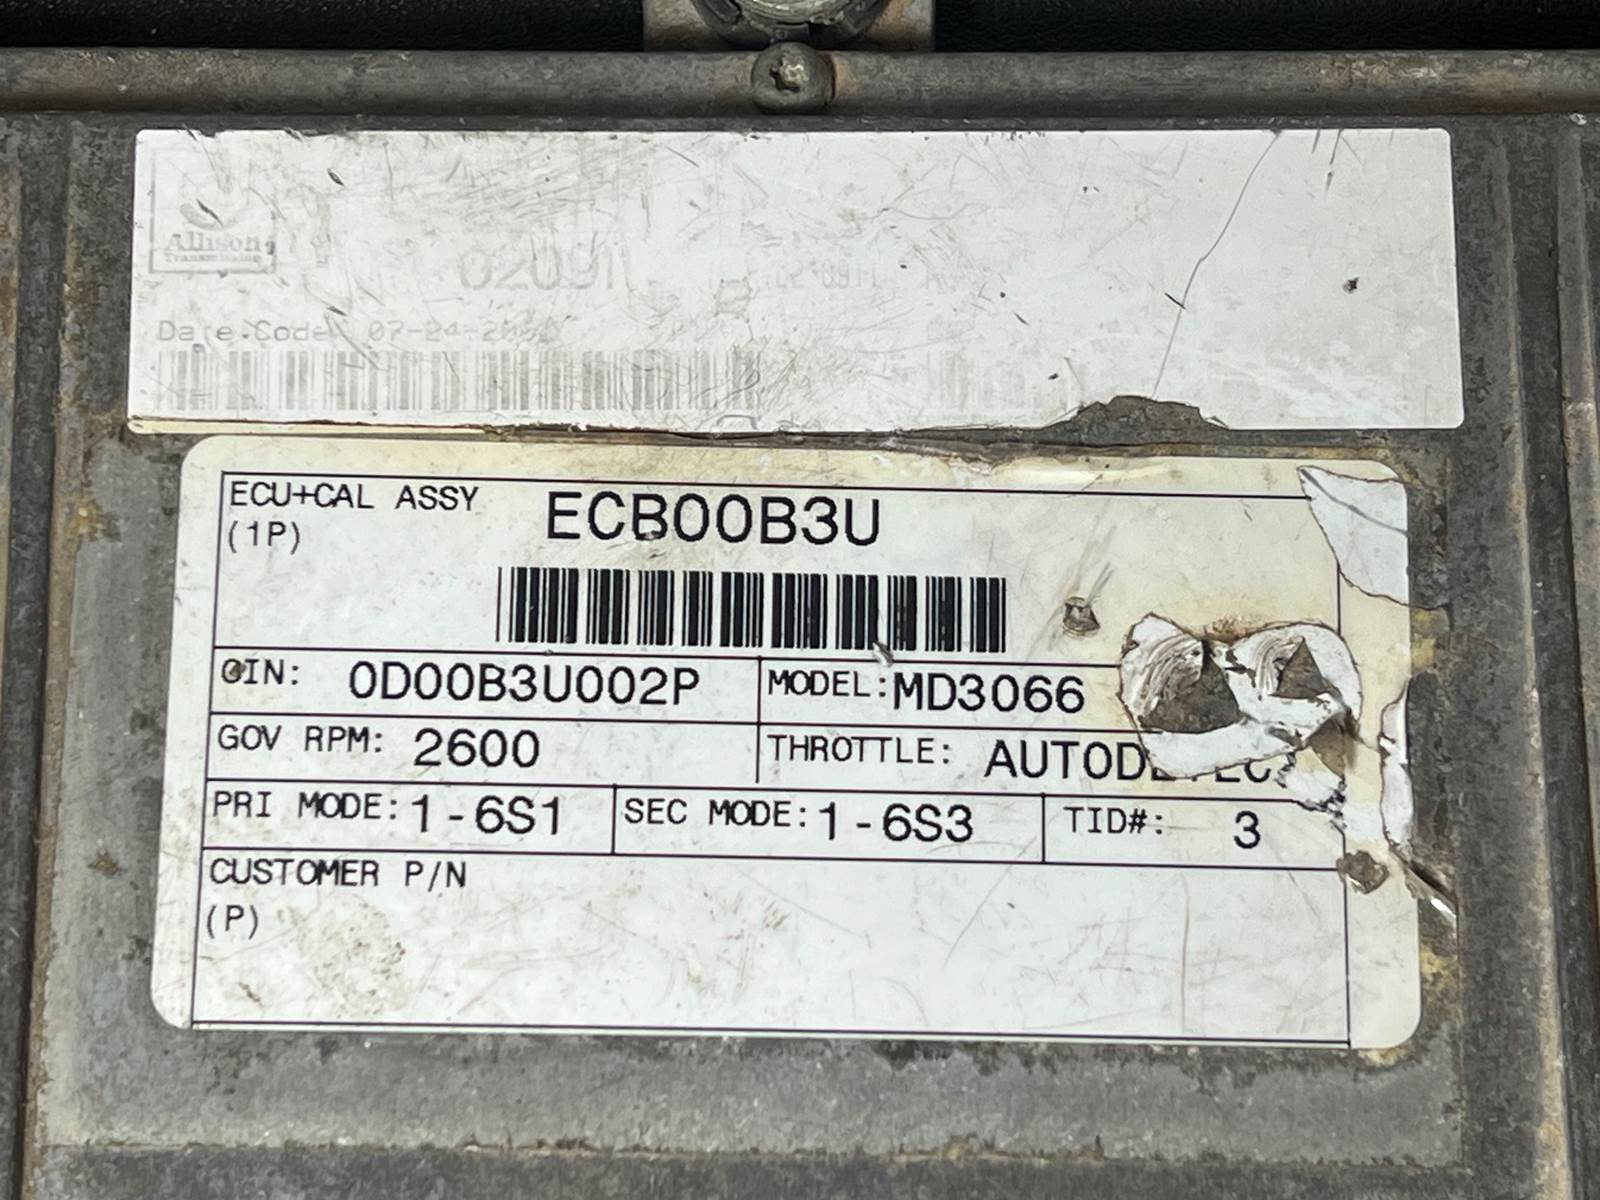 Allison
Transmission
Date Code
ECU+CAL ASSY ECB00B3U
(1P)
CIN: 0D00B3U002P MODEL: MD3066
GOV RPM: 2600 THROTTLE:
PRI MODE: 1-6S1 SEC MODE: 1-6S3 TID#: 3
CUSTOMER P/N
(P)